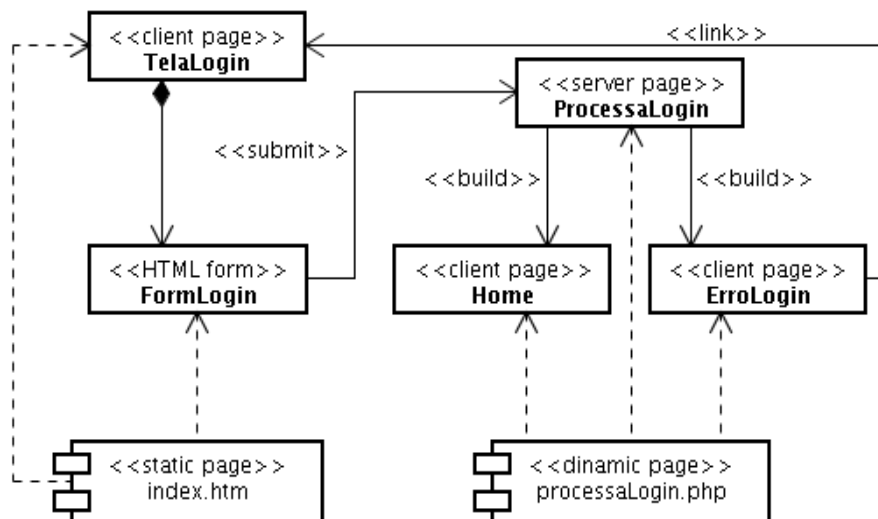 <<client page>>
TelaLogin
<<link>>
<<server page>>
ProcessaLogin
<<submit>>
<<build>>
<<build>>
<<HTML form>>
FormLogin
<<client page>>
Home
<<client page>>
ErroLogin
<<static page>>
index.htm
<<dinamic page>>
processaLogin.php